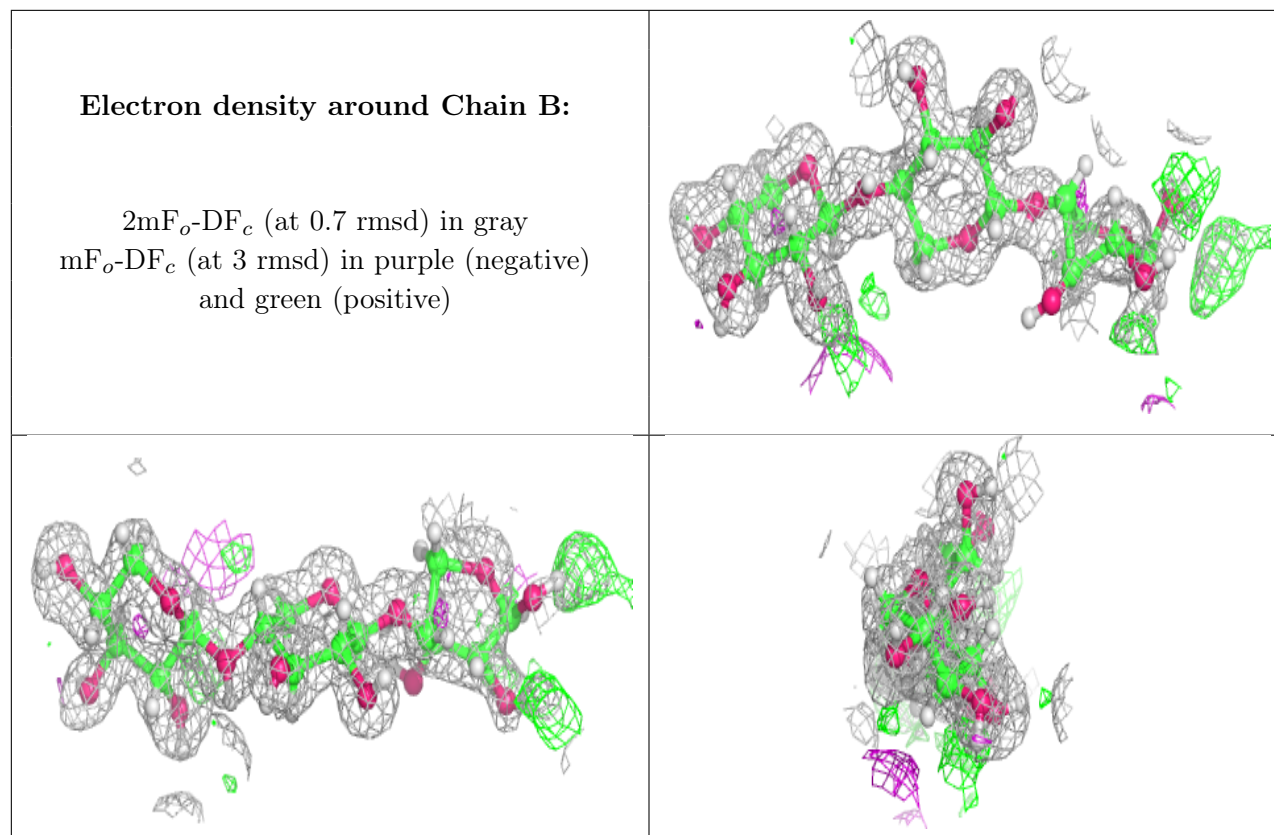 Electron density around Chain B:
2mFₒ-DF𝑐 (at 0.7 rmsd) in gray
mFₒ-DF𝑐 (at 3 rmsd) in purple (negative)
and green (positive)